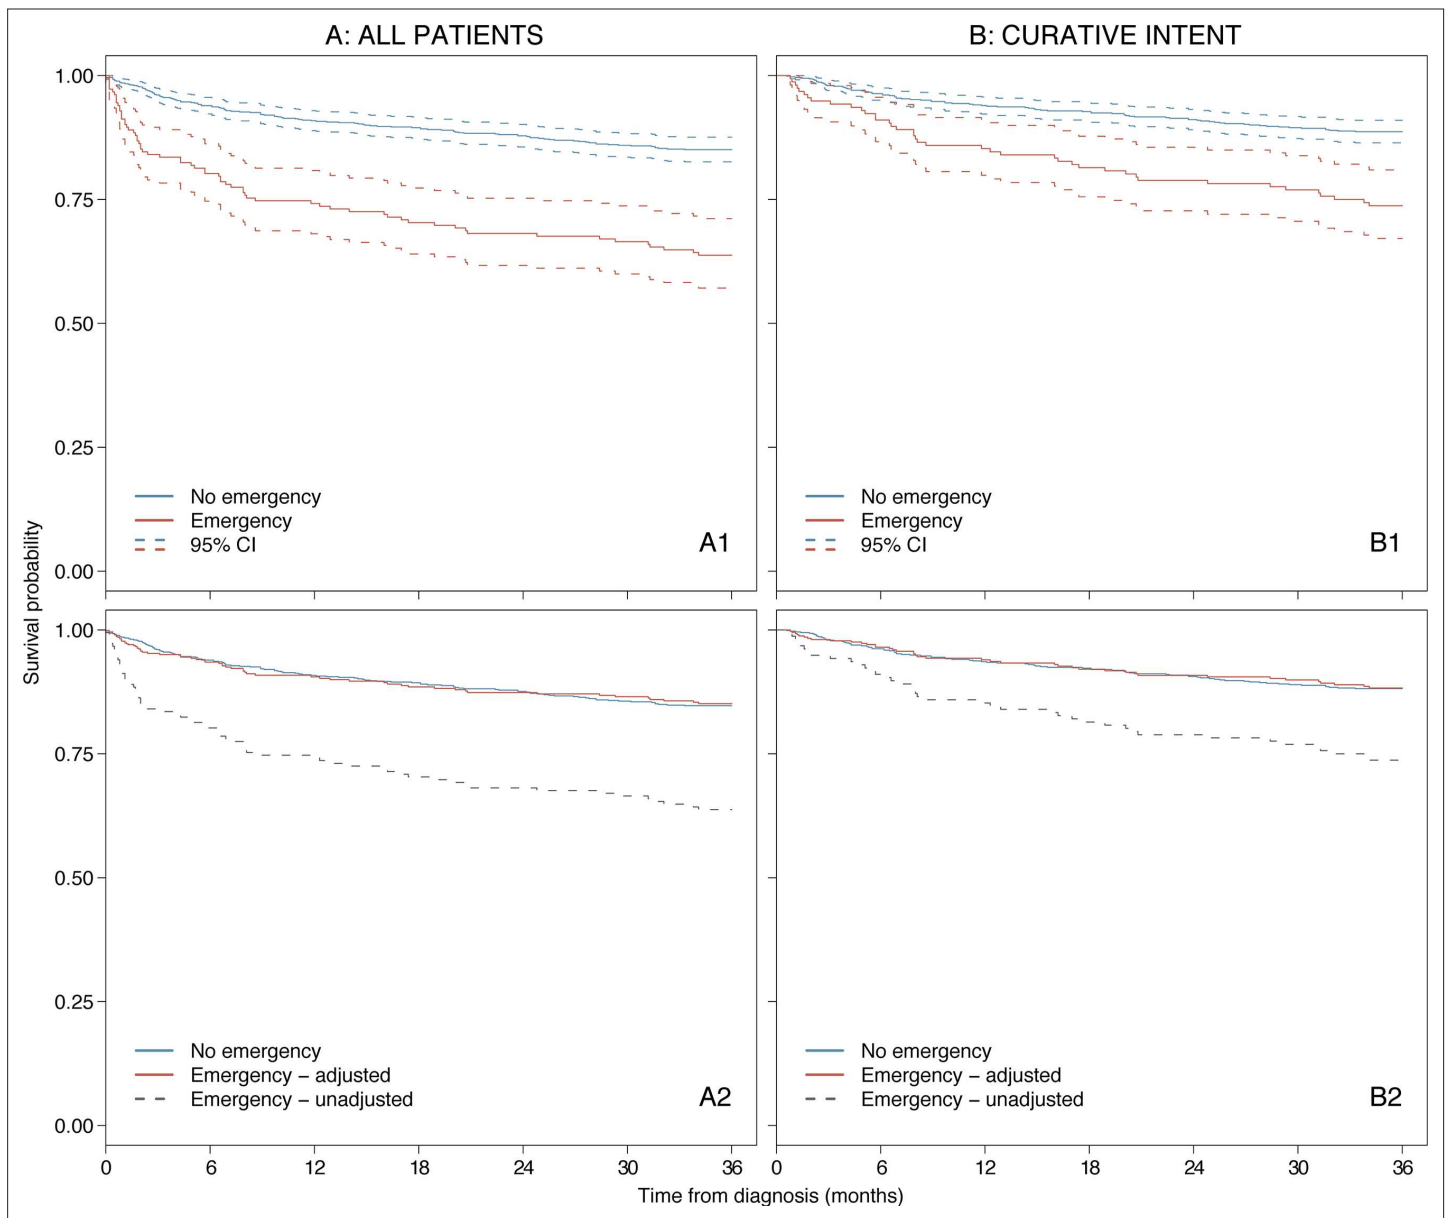 A: ALL PATIENTS
B: CURATIVE INTENT
Survival probability
1.00
0.75
0.50
0.25
0.00
No emergency
Emergency
95% CI
A1
No emergency
Emergency
95% CI
B1
1.00
0.75
0.50
0.25
0.00
No emergency
Emergency – adjusted
Emergency – unadjusted
A2
No emergency
Emergency – adjusted
Emergency – unadjusted
B2
0 6 12 18 24 30 36
0 6 12 18 24 30 36
Time from diagnosis (months)